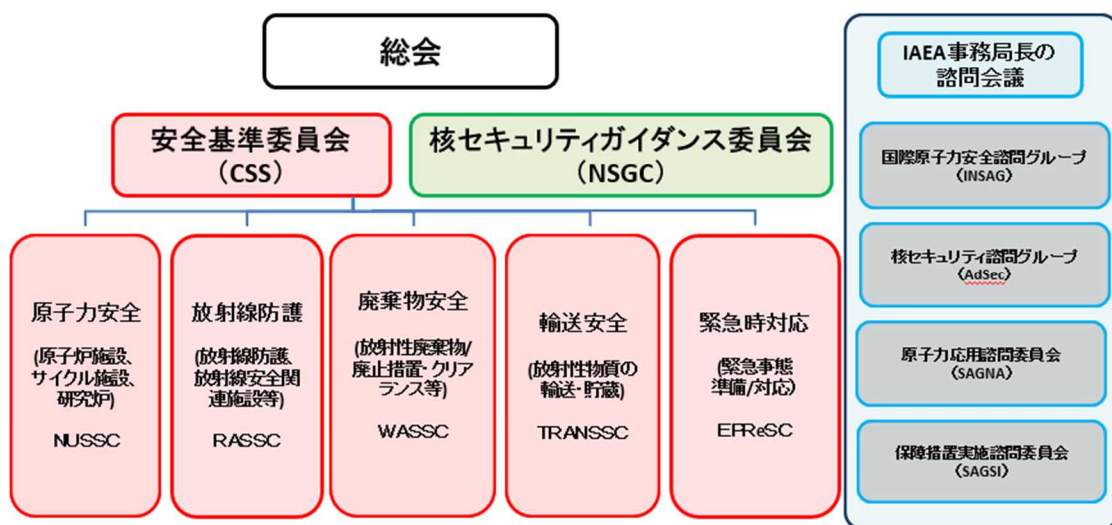 総会
安全基準委員会
(CSS)
核セキュリティガイダンス委員会
(NSGC)
原子力安全
(原子炉施設、
サイクル施設、
研究炉)
NUSSC
放射線防護
(放射線防護、
放射線安全関
連施設等)
RASSC
廃棄物安全
(放射性廃棄物/
廃止措置・クリア
ランス等)
WASSC
輸送安全
(放射性物質の
輸送・貯蔵)
TRANSSC
緊急時対応
(緊急事態
準備/対応)
EPReSC
IAEA事務局長の
諮問会議
国際原子力安全諮問グループ
(INSAG)
核セキュリティ諮問グループ
(AdSec)
原子力応用諮問委員会
(SAGNA)
保障措置実施諮問委員会
(SAGSI)